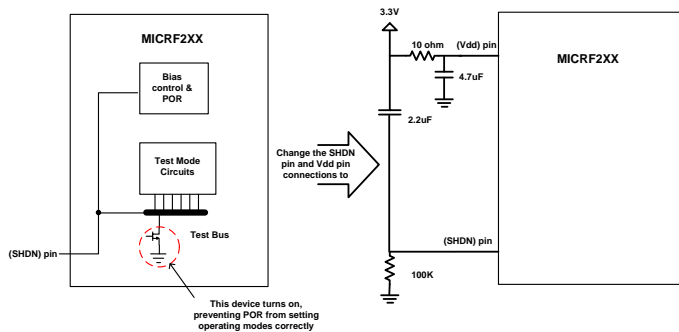 MICRF2XX
Bias
control &
POR
Test Mode
Circuits
Test Bus
(SHDN) pin
This device turns on,
preventing POR from setting
operating modes correctly
Change the SHDN
pin and Vdd pin
connections to
3.3V
10 ohm
(Vdd) pin
4.7uF
2.2uF
MICRF2XX
(SHDN) pin
100K